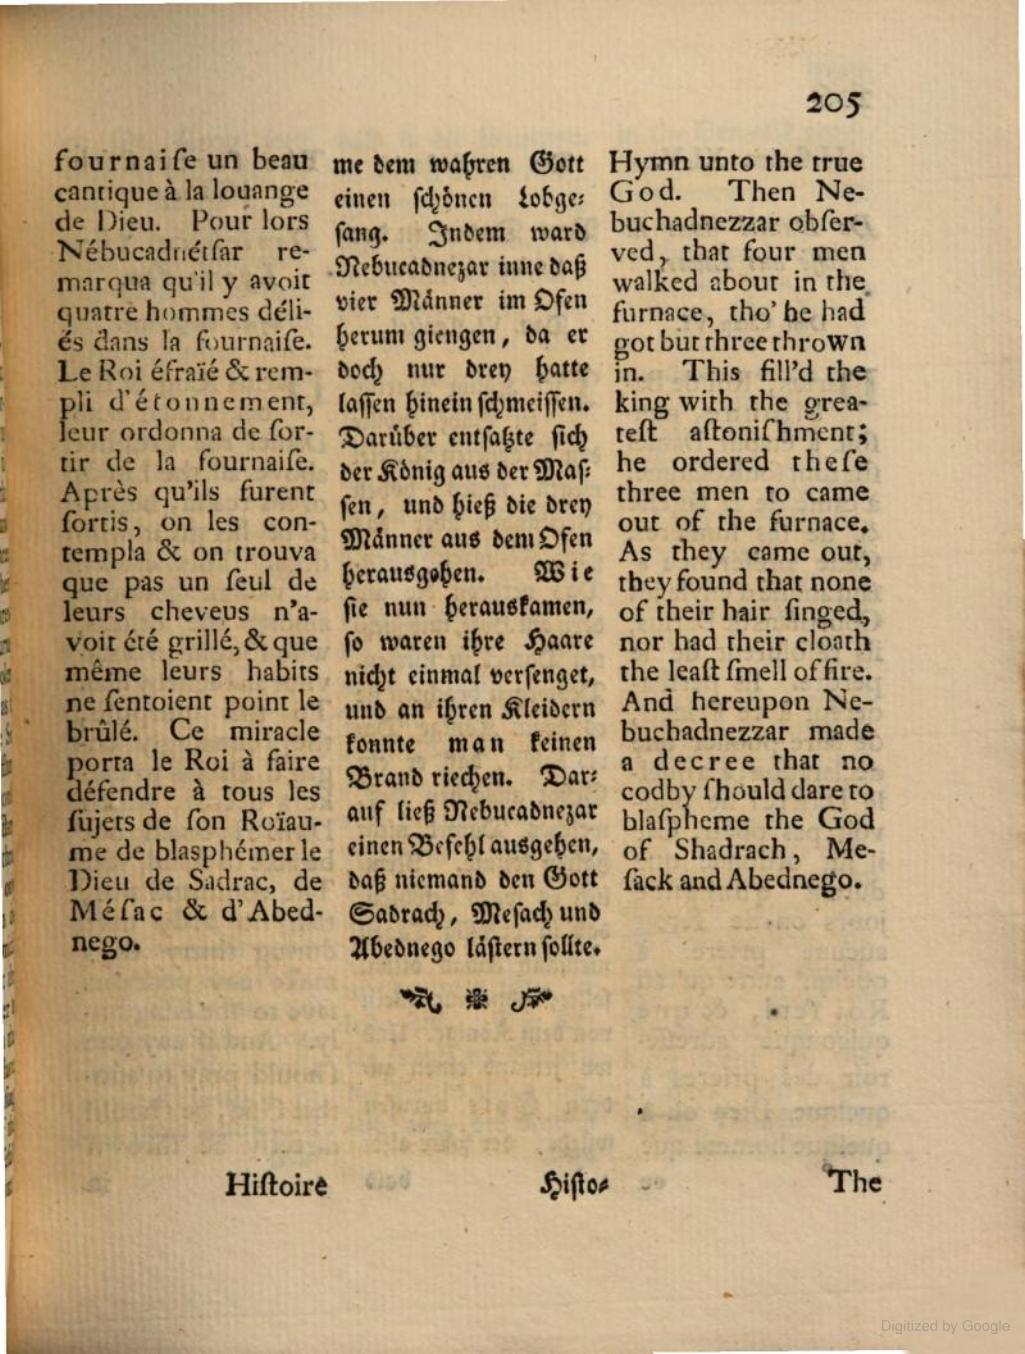 205
fournaiſe un beau
cantique à la louange
de Dieu. Pour lors
Nébucadnétſar re-
marqua qu'il y avoit
quatre hommes déli-
és dans la fournaiſe.
Le Roi éfraïé & rem-
pli d'étonnement,
leur ordonna de ſor-
tir de la fournaiſe.
Après qu'ils furent
ſortis, on les con-
templa & on trouva
que pas un ſeul de
leurs cheveus n'a-
voit été grillé, & que
même leurs habits
ne ſentoient point le
brûlé. Ce miracle
porta le Roi à faire
défendre à tous les
ſujets de ſon Roïau-
me de blasphémer le
Dieu de Sadrac, de
Méſac & d'Abed-
nego.
me dem wahren Gott
einen ſchönen Lobge-
ſang. Indem ward
Nebucadnezar inne daß
vier Männer im Ofen
herum giengen, da er
doch nur drey hatte
laſſen hinein ſchmeiſſen.
Darüber entſatzte ſich
der König aus der Maſ-
ſen, und hieß die drey
Männer aus dem Ofen
herausgehen. Wie
ſie nun herauskamen,
ſo waren ihre Haare
nicht einmal verſenget,
und an ihren Kleidern
konnte man keinen
Brand riechen. Dar-
auf ließ Nebucadnezar
einen Befehl ausgehen,
daß niemand den Gott
Sadrach, Meſach und
Abednego läſtern ſollte.
Hymn unto the true
God. Then Ne-
buchadnezzar obſer-
ved, that four men
walked about in the
furnace, tho' he had
got but three thrown
in. This fill'd the
king with the grea-
teſt aſtoniſhment;
he ordered theſe
three men to came
out of the furnace.
As they came out,
they found that none
of their hair ſinged,
nor had their cloath
the leaſt ſmell of fire.
And hereupon Ne-
buchadnezzar made
a decree that no
codby ſhould dare to
blaſpheme the God
of Shadrach, Me-
ſack and Abednego.
Hiſtoire
Hiſto-
The
Digitized by Google